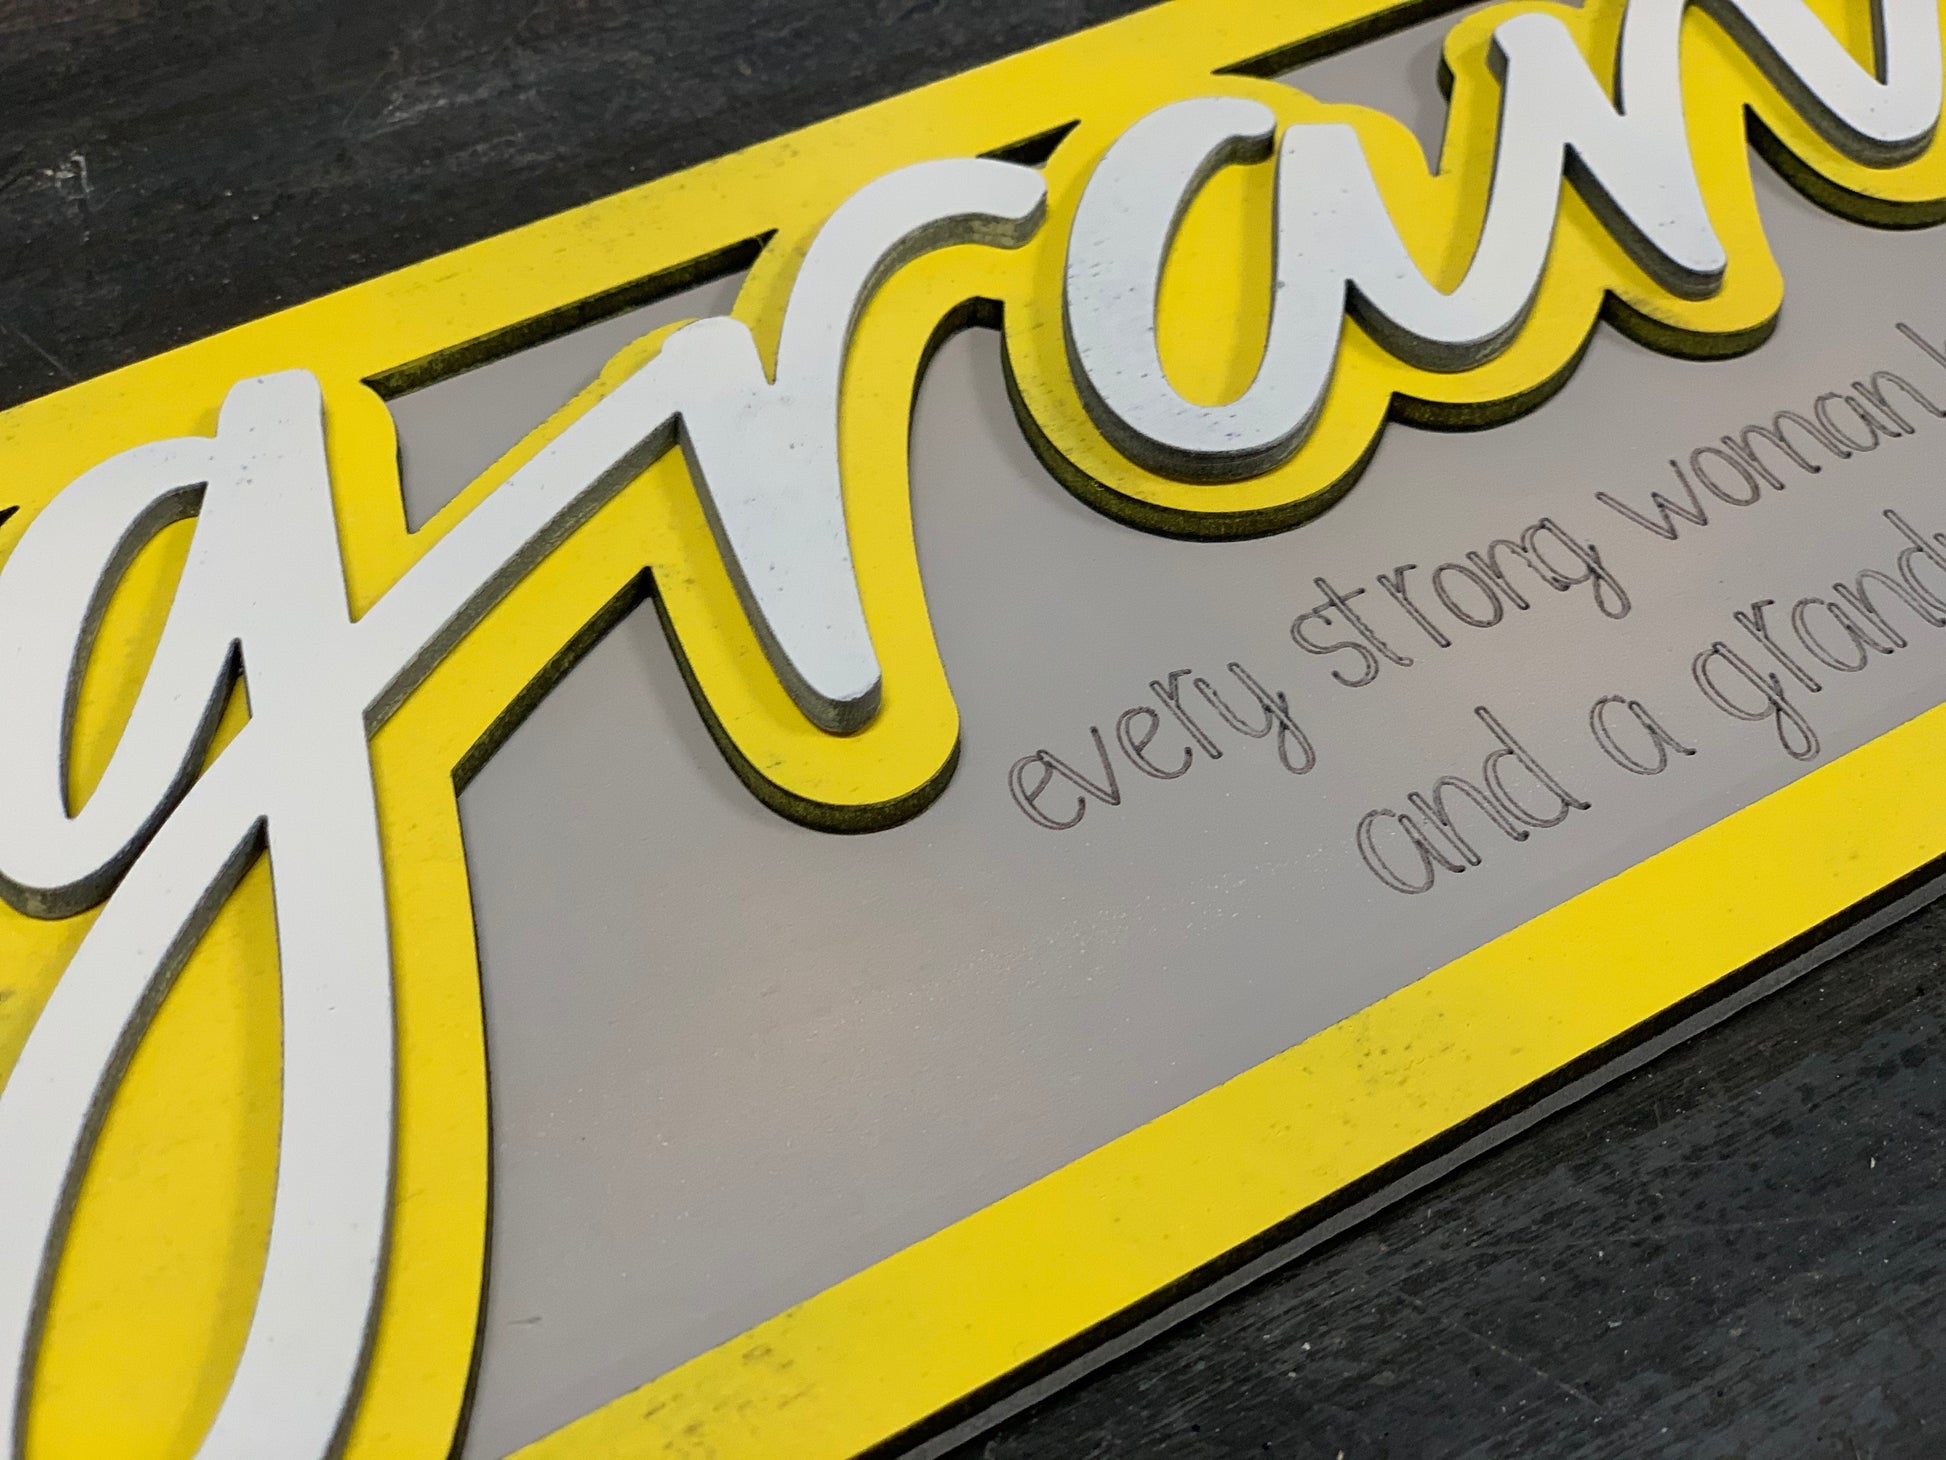 gran
every strong woman
and a grand